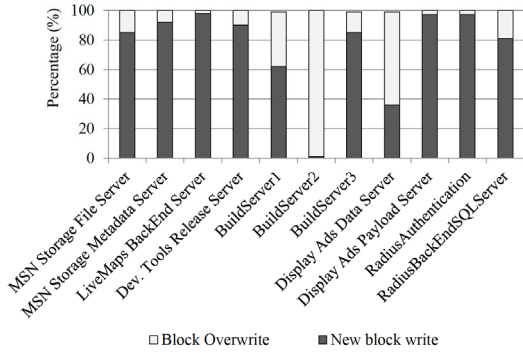 Percentage (%)
100
80
60
40
20
0
MSN Storage File Server
MSN Storage Metadata Server
LiveMaps BackEnd Server
Dev. Tools Release Server
BuildServer1
BuildServer2
BuildServer3
Display Ads Data Server
Display Ads Payload Server
RadiusAuthentication
RadiusBackEndSQLServer
Block Overwrite
New block write